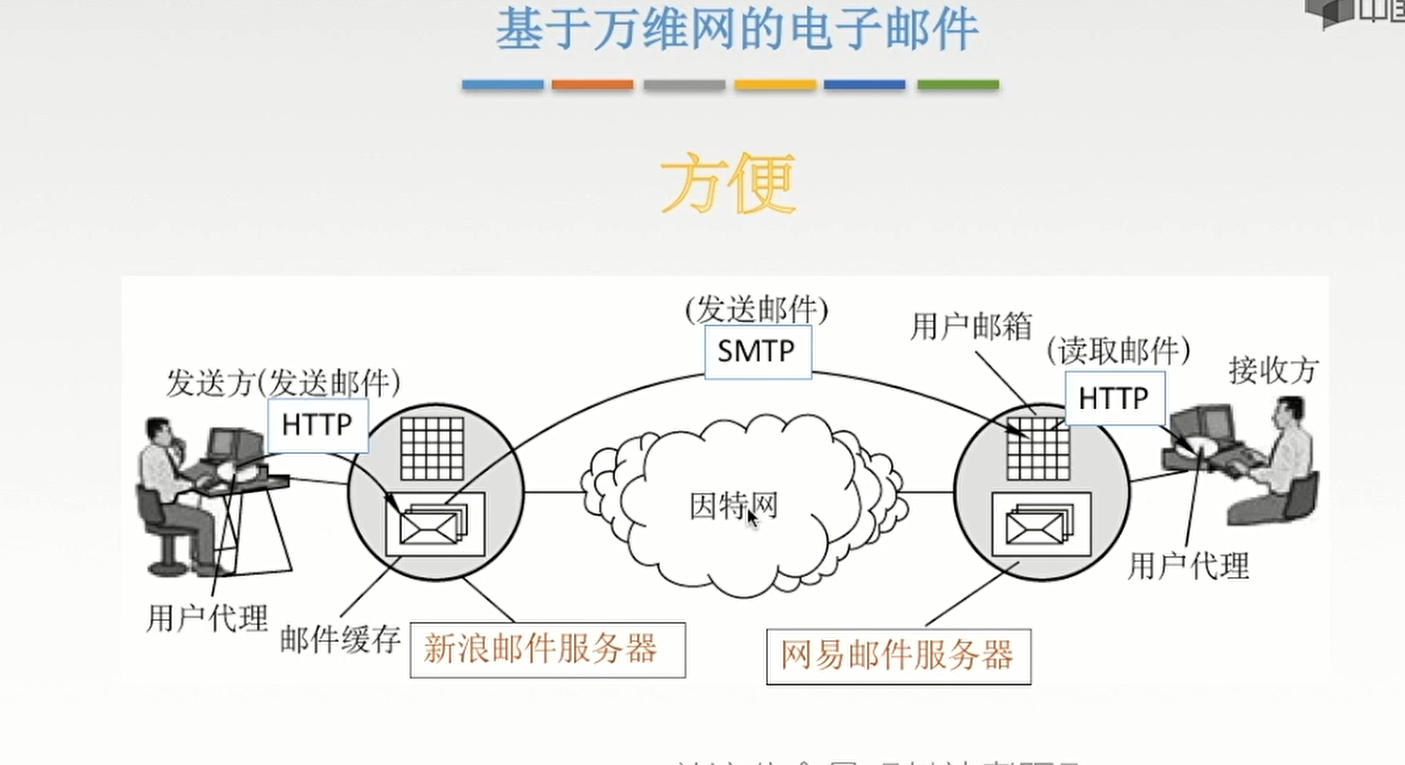 基于万维网的电子邮件
中国
方便
(发送邮件)
SMTP
用户邮箱
(读取邮件)
HTTP
接收方
发送方(发送邮件)
HTTP
因特网
用户代理
用户代理
邮件缓存
新浪邮件服务器
网易邮件服务器